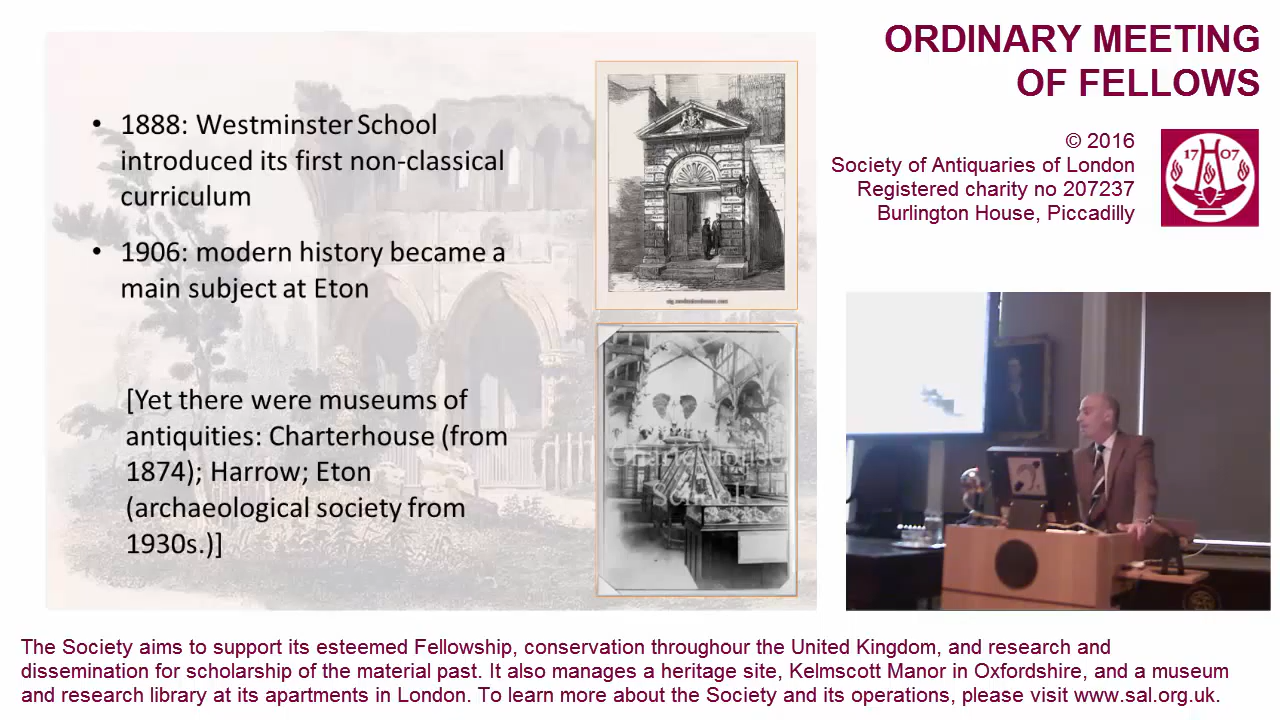 ORDINARY MEETING
OF FELLOWS
© 2016
Society of Antiquaries of London
Registered charity no 207237
Burlington House, Piccadilly
17 07
• 1888: Westminster School
introduced its first non-classical
curriculum
• 1906: modern history became a
main subject at Eton
[Yet there were museums of
antiquities: Charterhouse (from
1874); Harrow; Eton
(archaeological society from
1930s.)]
Charterhouse
School
The Society aims to support its esteemed Fellowship, conservation throughour the United Kingdom, and research and
dissemination for scholarship of the material past. It also manages a heritage site, Kelmscott Manor in Oxfordshire, and a museum
and research library at its apartments in London. To learn more about the Society and its operations, please visit www.sal.org.uk.